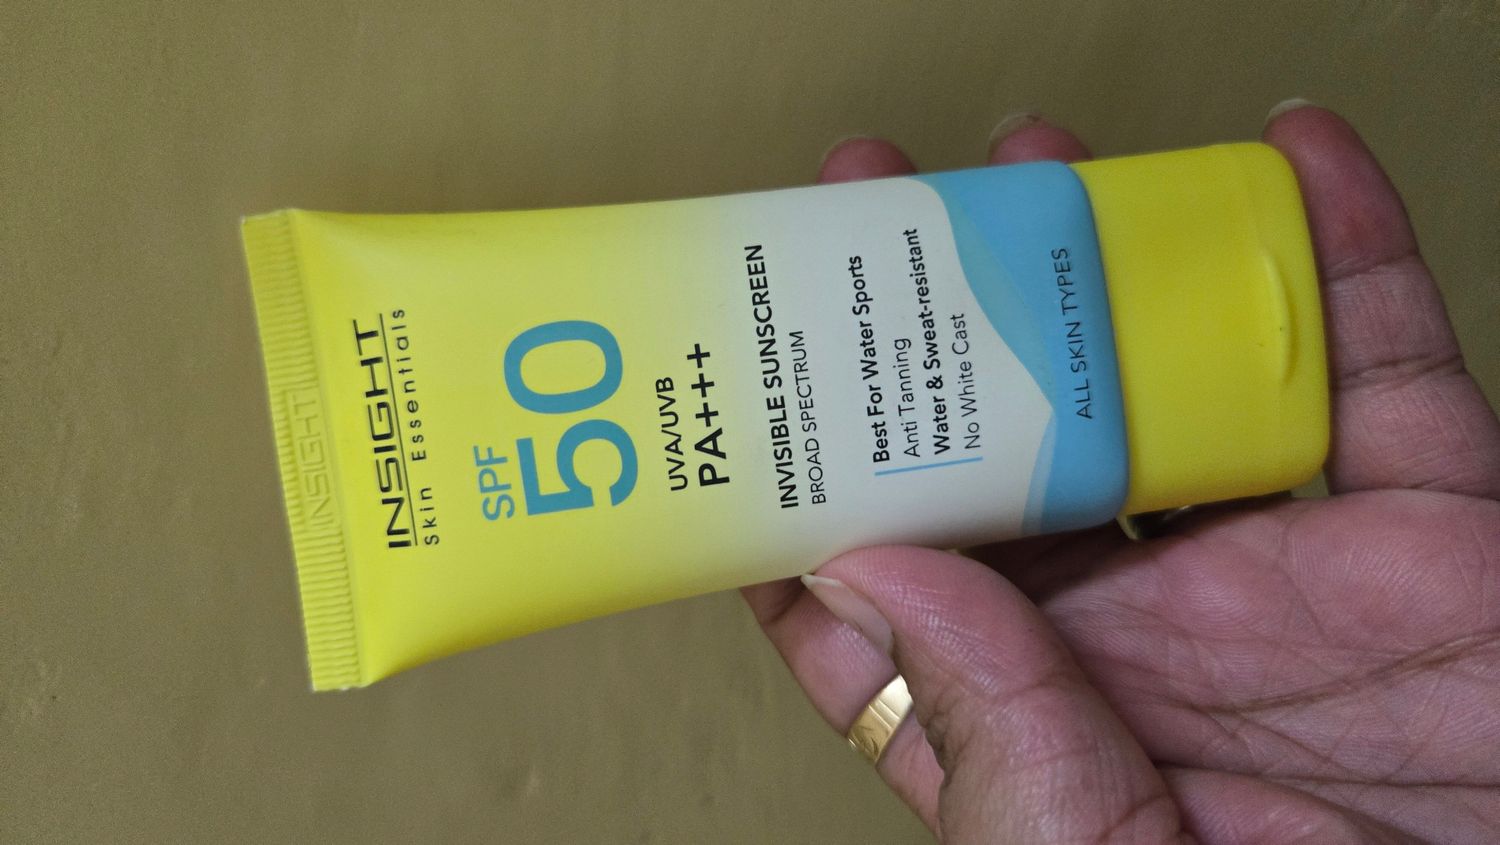 INSIGHT
INSIGHT
Skin Essentials
SPF
50
UVA/UVB
PA+++
INVISIBLE SUNSCREEN
BROAD SPECTRUM
Best For Water Sports
Anti Tanning
Water & Sweat-resistant
No White Cast
ALL SKIN TYPES